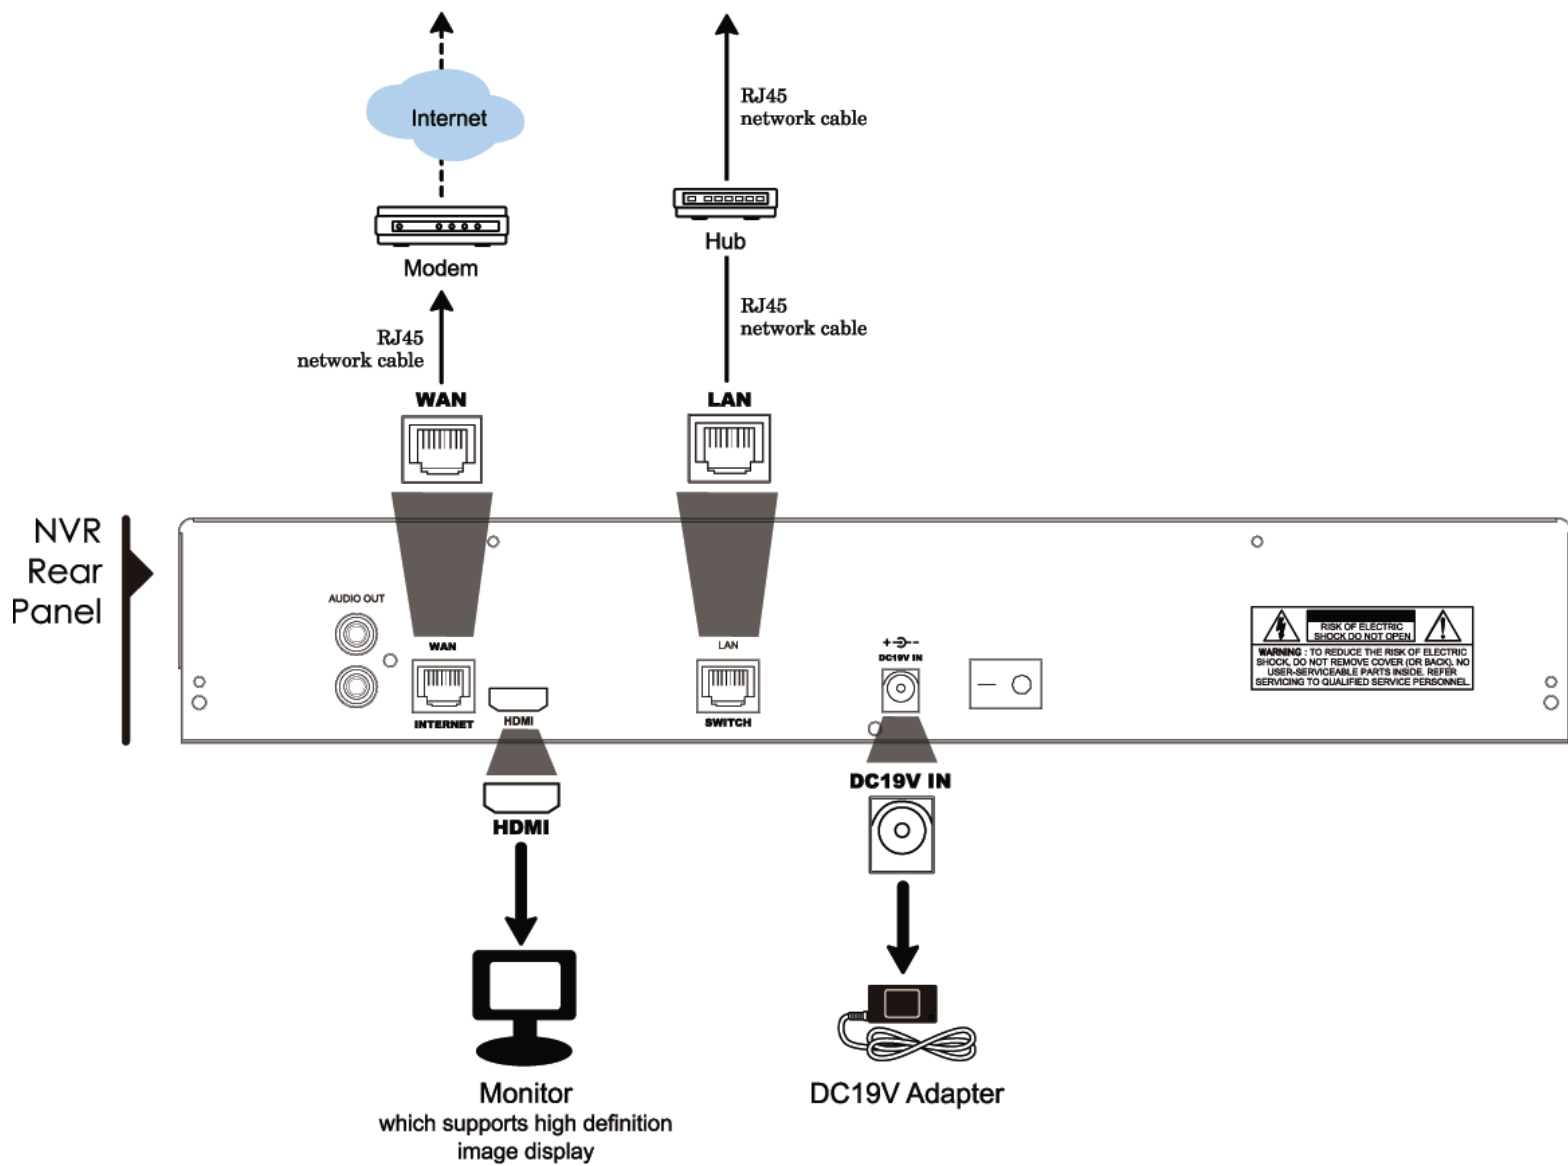 Internet
RJ45
network cable
Hub
Modem
RJ45
network cable
RJ45
network cable
WAN
LAN
NVR
Rear
Panel
AUDIO OUT
WAN
INTERNET
HDMI
LAN
SWITCH
+ -
DC19V IN
RISK OF ELECTRIC
SHOCK DO NOT OPEN
WARNING : TO REDUCE THE RISK OF ELECTRIC
SHOCK, DO NOT REMOVE COVER (OR BACK). NO
USER-SERVICEABLE PARTS INSIDE. REFER
SERVICING TO QUALIFIED SERVICE PERSONNEL.
HDMI
DC19V IN
Monitor
which supports high definition
image display
DC19V Adapter